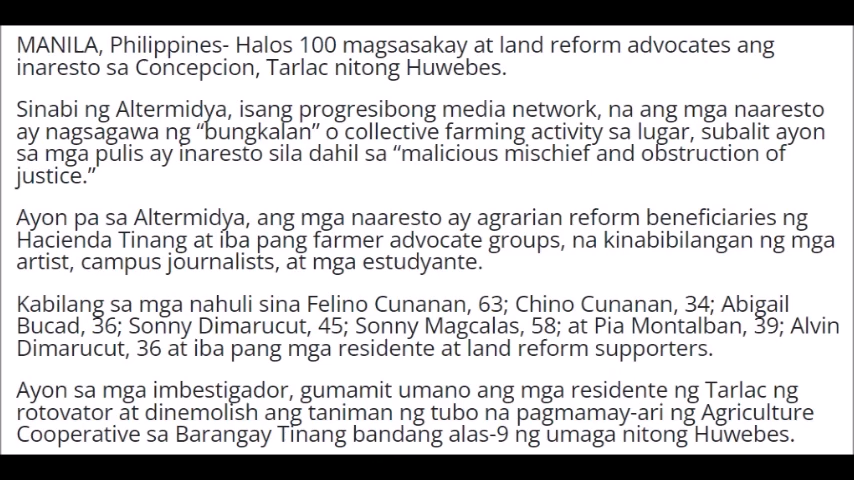 MANILA, Philippines- Halos 100 magsasakay at land reform advocates ang
inaresto sa Concepcion, Tarlac nitong Huwebes.
Sinabi ng Altermidya, isang progresibong media network, na ang mga naaresto
ay nagsagawa ng “bungkalan” o collective farming activity sa lugar, subalit ayon
sa mga pulis ay inaresto sila dahil sa “malicious mischief and obstruction of
justice.”
Ayon pa sa Altermidya, ang mga naaresto ay agrarian reform beneficiaries ng
Hacienda Tinang at iba pang farmer advocate groups, na kinabibilangan ng mga
artist, campus journalists, at mga estudyante.
Kabilang sa mga nahuli sina Felino Cunanan, 63; Chino Cunanan, 34; Abigail
Bucad, 36; Sonny Dimarucut, 45; Sonny Magcalas, 58; at Pia Montalban, 39; Alvin
Dimarucut, 36 at iba pang mga residente at land reform supporters.
Ayon sa mga imbestigador, gumamit umano ang mga residente ng Tarlac ng
rotovator at dinemolish ang taniman ng tubo na pagmamay-ari ng Agriculture
Cooperative sa Barangay Tinang bandang alas-9 ng umaga nitong Huwebes.